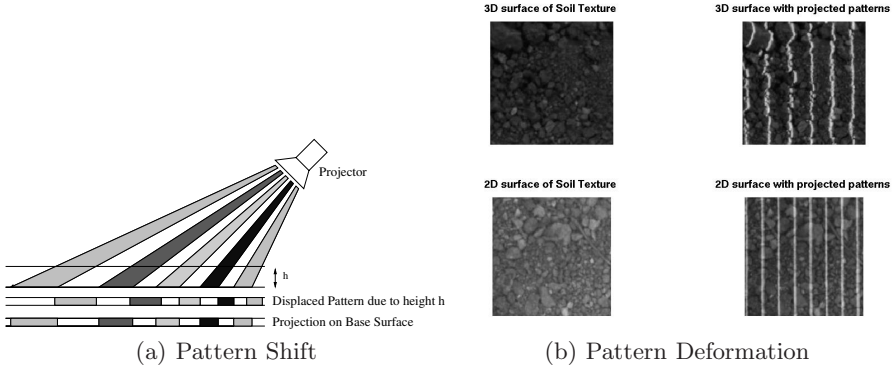 3D surface of Soil Texture
3D surface with projected patterns
Projector
2D surface of Soil Texture
2D surface with projected patterns
h
Displaced Pattern due to height h
Projection on Base Surface
(a) Pattern Shift
(b) Pattern Deformation